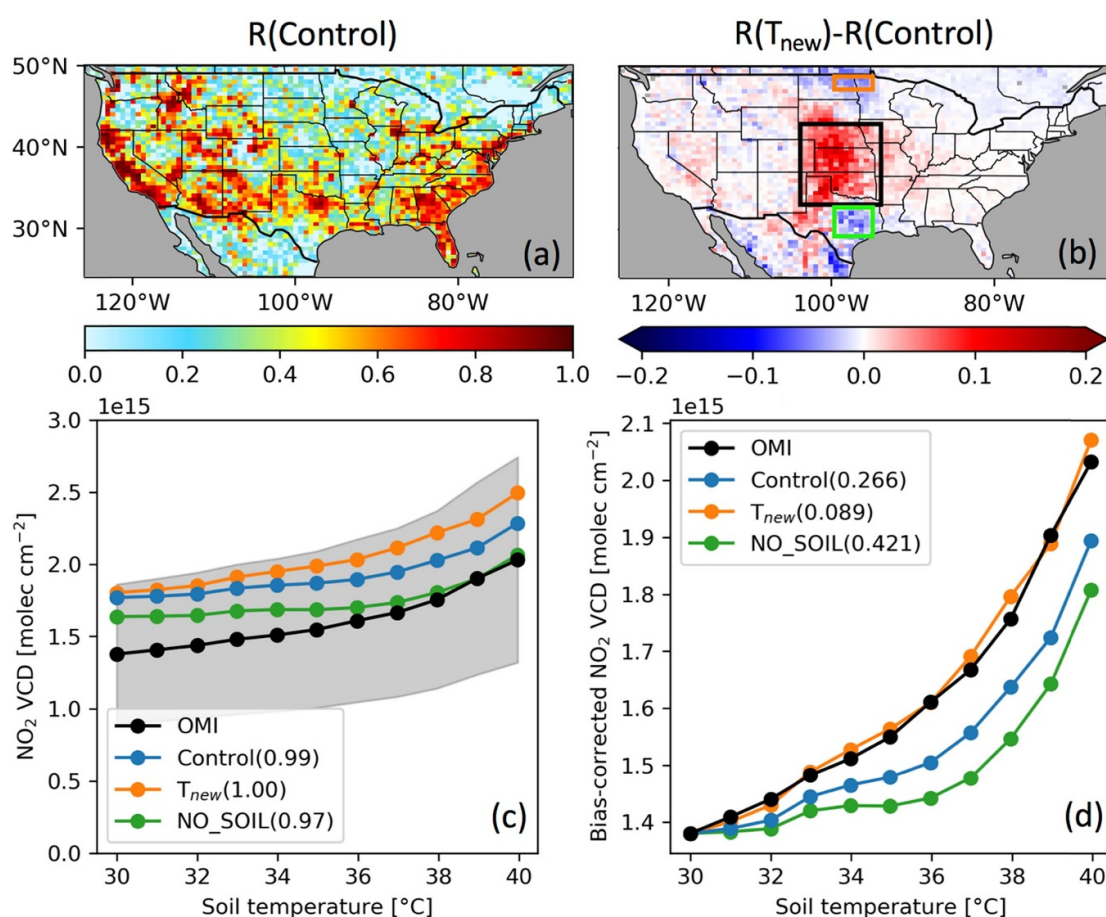 R(Control)
R(Tnew)-R(Control)
50°N
40°N
30°N
(a)
(b)
120°W
100°W
80°W
120°W
100°W
80°W
0.0
0.2
0.4
0.6
0.8
1.0
−0.2
−0.1
0.0
0.1
0.2
1e15
NO₂ VCD [molec cm⁻²]
3.0
2.5
2.0
1.5
1.0
0.5
0.0
OMI
Control(0.99)
Tnew(1.00)
NO_SOIL(0.97)
(c)
30
32
34
36
38
40
Soil temperature [°C]
1e15
Bias-corrected NO₂ VCD [molec cm⁻²]
2.1
2.0
1.9
1.8
1.7
1.6
1.5
1.4
OMI
Control(0.266)
Tnew(0.089)
NO_SOIL(0.421)
(d)
30
32
34
36
38
40
Soil temperature [°C]